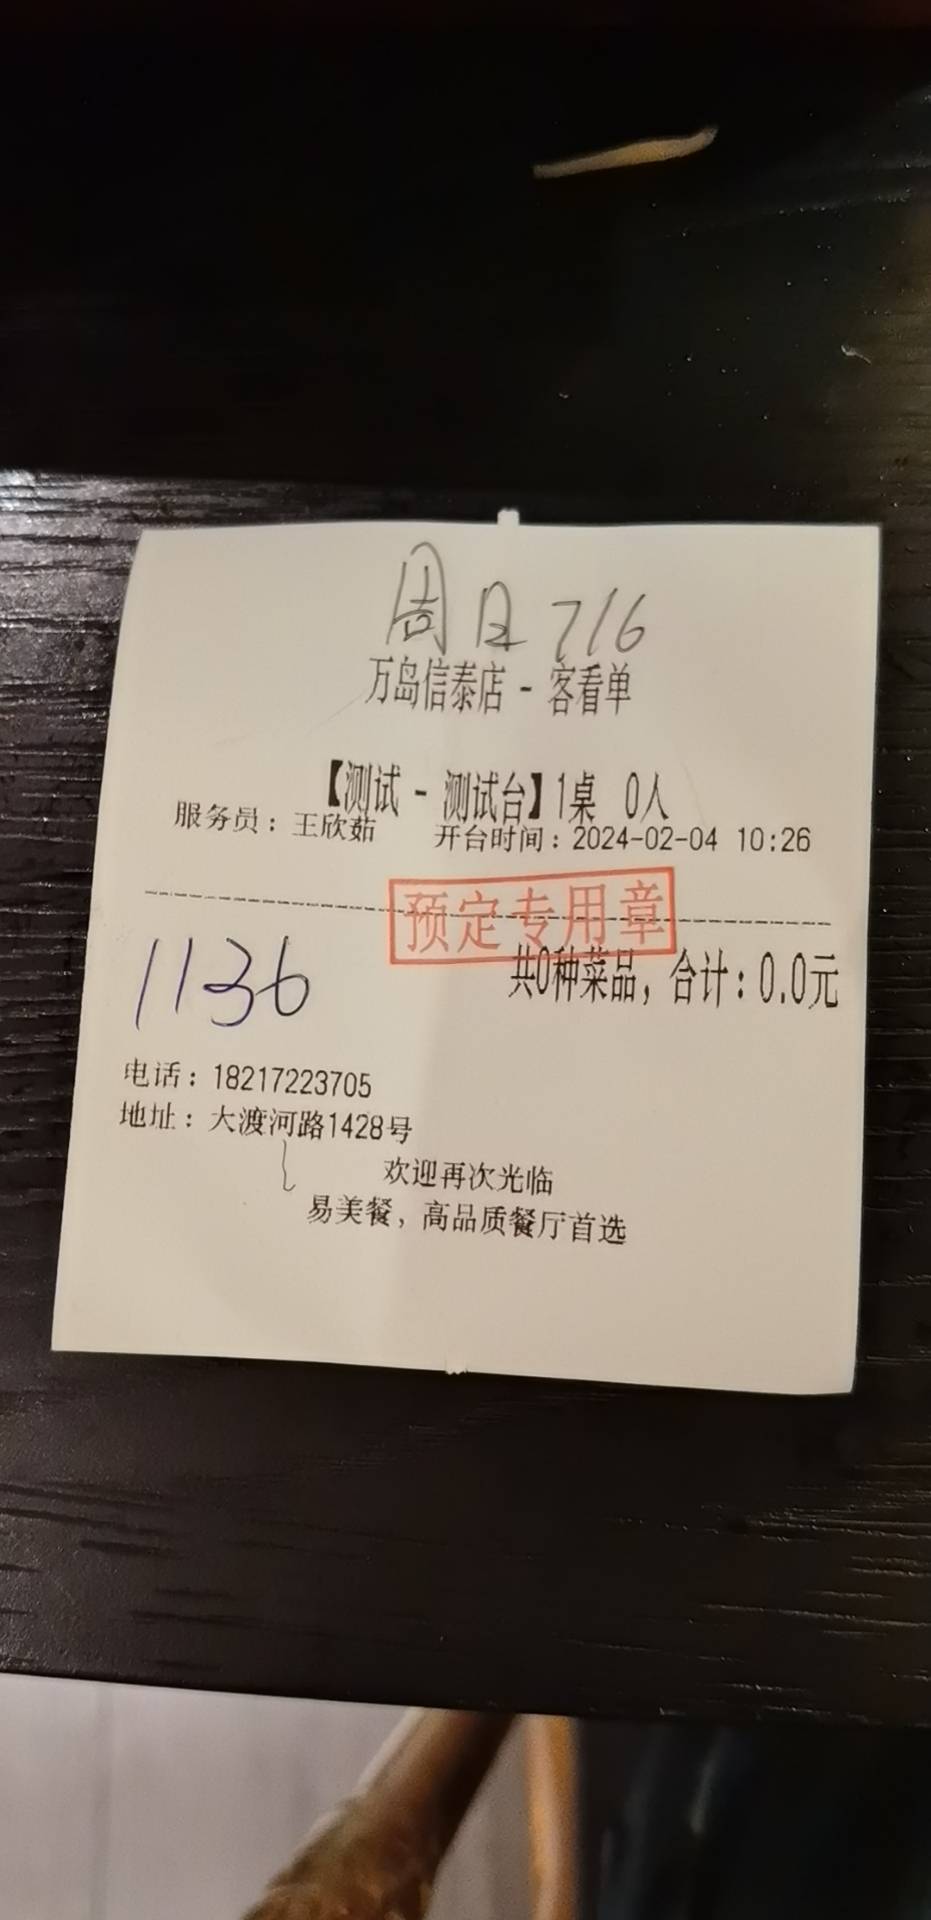 周日 716
万岛信泰店 - 客看单
【测试 - 测试台】1桌 0人
服务员：王欣茹 开台时间：2024-02-04 10:26
预定专用章
1136
共0种菜品，合计：0.0元
电话：18217223705
地址：大渡河路1428号
欢迎再次光临
易美餐，高品质餐厅首选